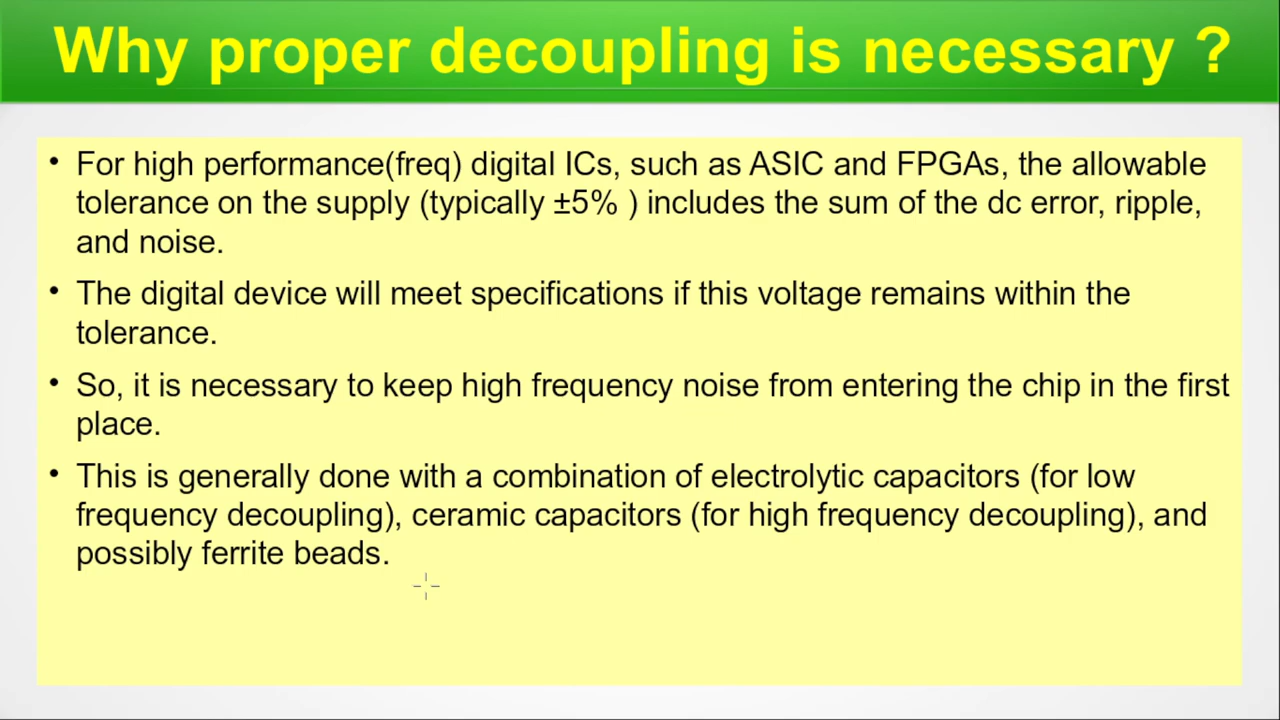 Why proper decoupling is necessary ?
• For high performance(freq) digital ICs, such as ASIC and FPGAs, the allowable
tolerance on the supply (typically ±5% ) includes the sum of the dc error, ripple,
and noise.
• The digital device will meet specifications if this voltage remains within the
tolerance.
• So, it is necessary to keep high frequency noise from entering the chip in the first
place.
• This is generally done with a combination of electrolytic capacitors (for low
frequency decoupling), ceramic capacitors (for high frequency decoupling), and
possibly ferrite beads.